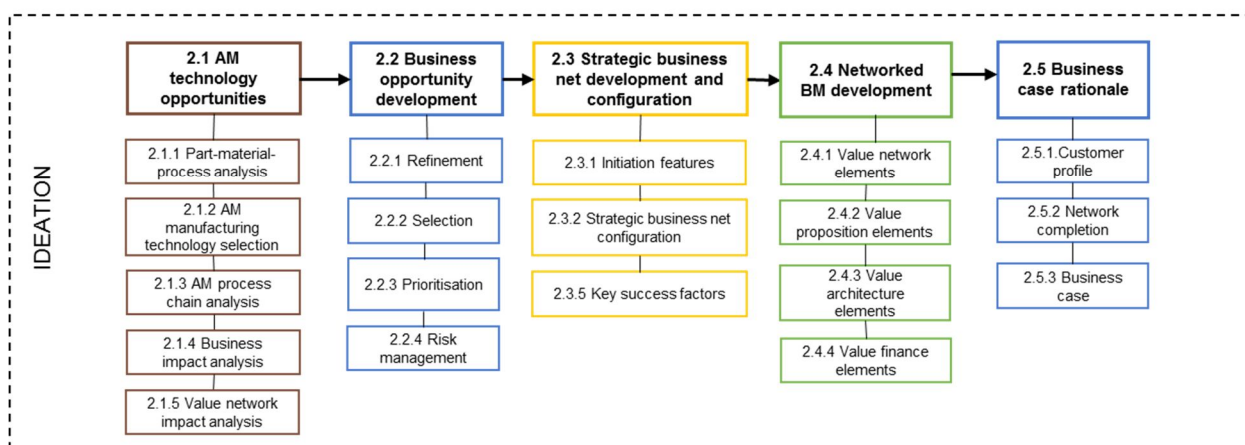 IDEATION
2.1 AM
technology
opportunities
2.1.1 Part-material-
process analysis
2.1.2 AM
manufacturing
technology selection
2.1.3 AM process
chain analysis
2.1.4 Business
impact analysis
2.1.5 Value network
impact analysis
2.2 Business
opportunity
development
2.2.1 Refinement
2.2.2 Selection
2.2.3 Prioritisation
2.2.4 Risk
management
2.3 Strategic business
net development and
configuration
2.3.1 Initiation features
2.3.2 Strategic business
net configuration
2.3.5 Key success factors
2.4 Networked
BM development
2.4.1 Value network
elements
2.4.2 Value
proposition elements
2.4.3 Value
architecture
elements
2.4.4 Value finance
elements
2.5 Business
case rationale
2.5.1.Customer
profile
2.5.2 Network
completion
2.5.3 Business
case